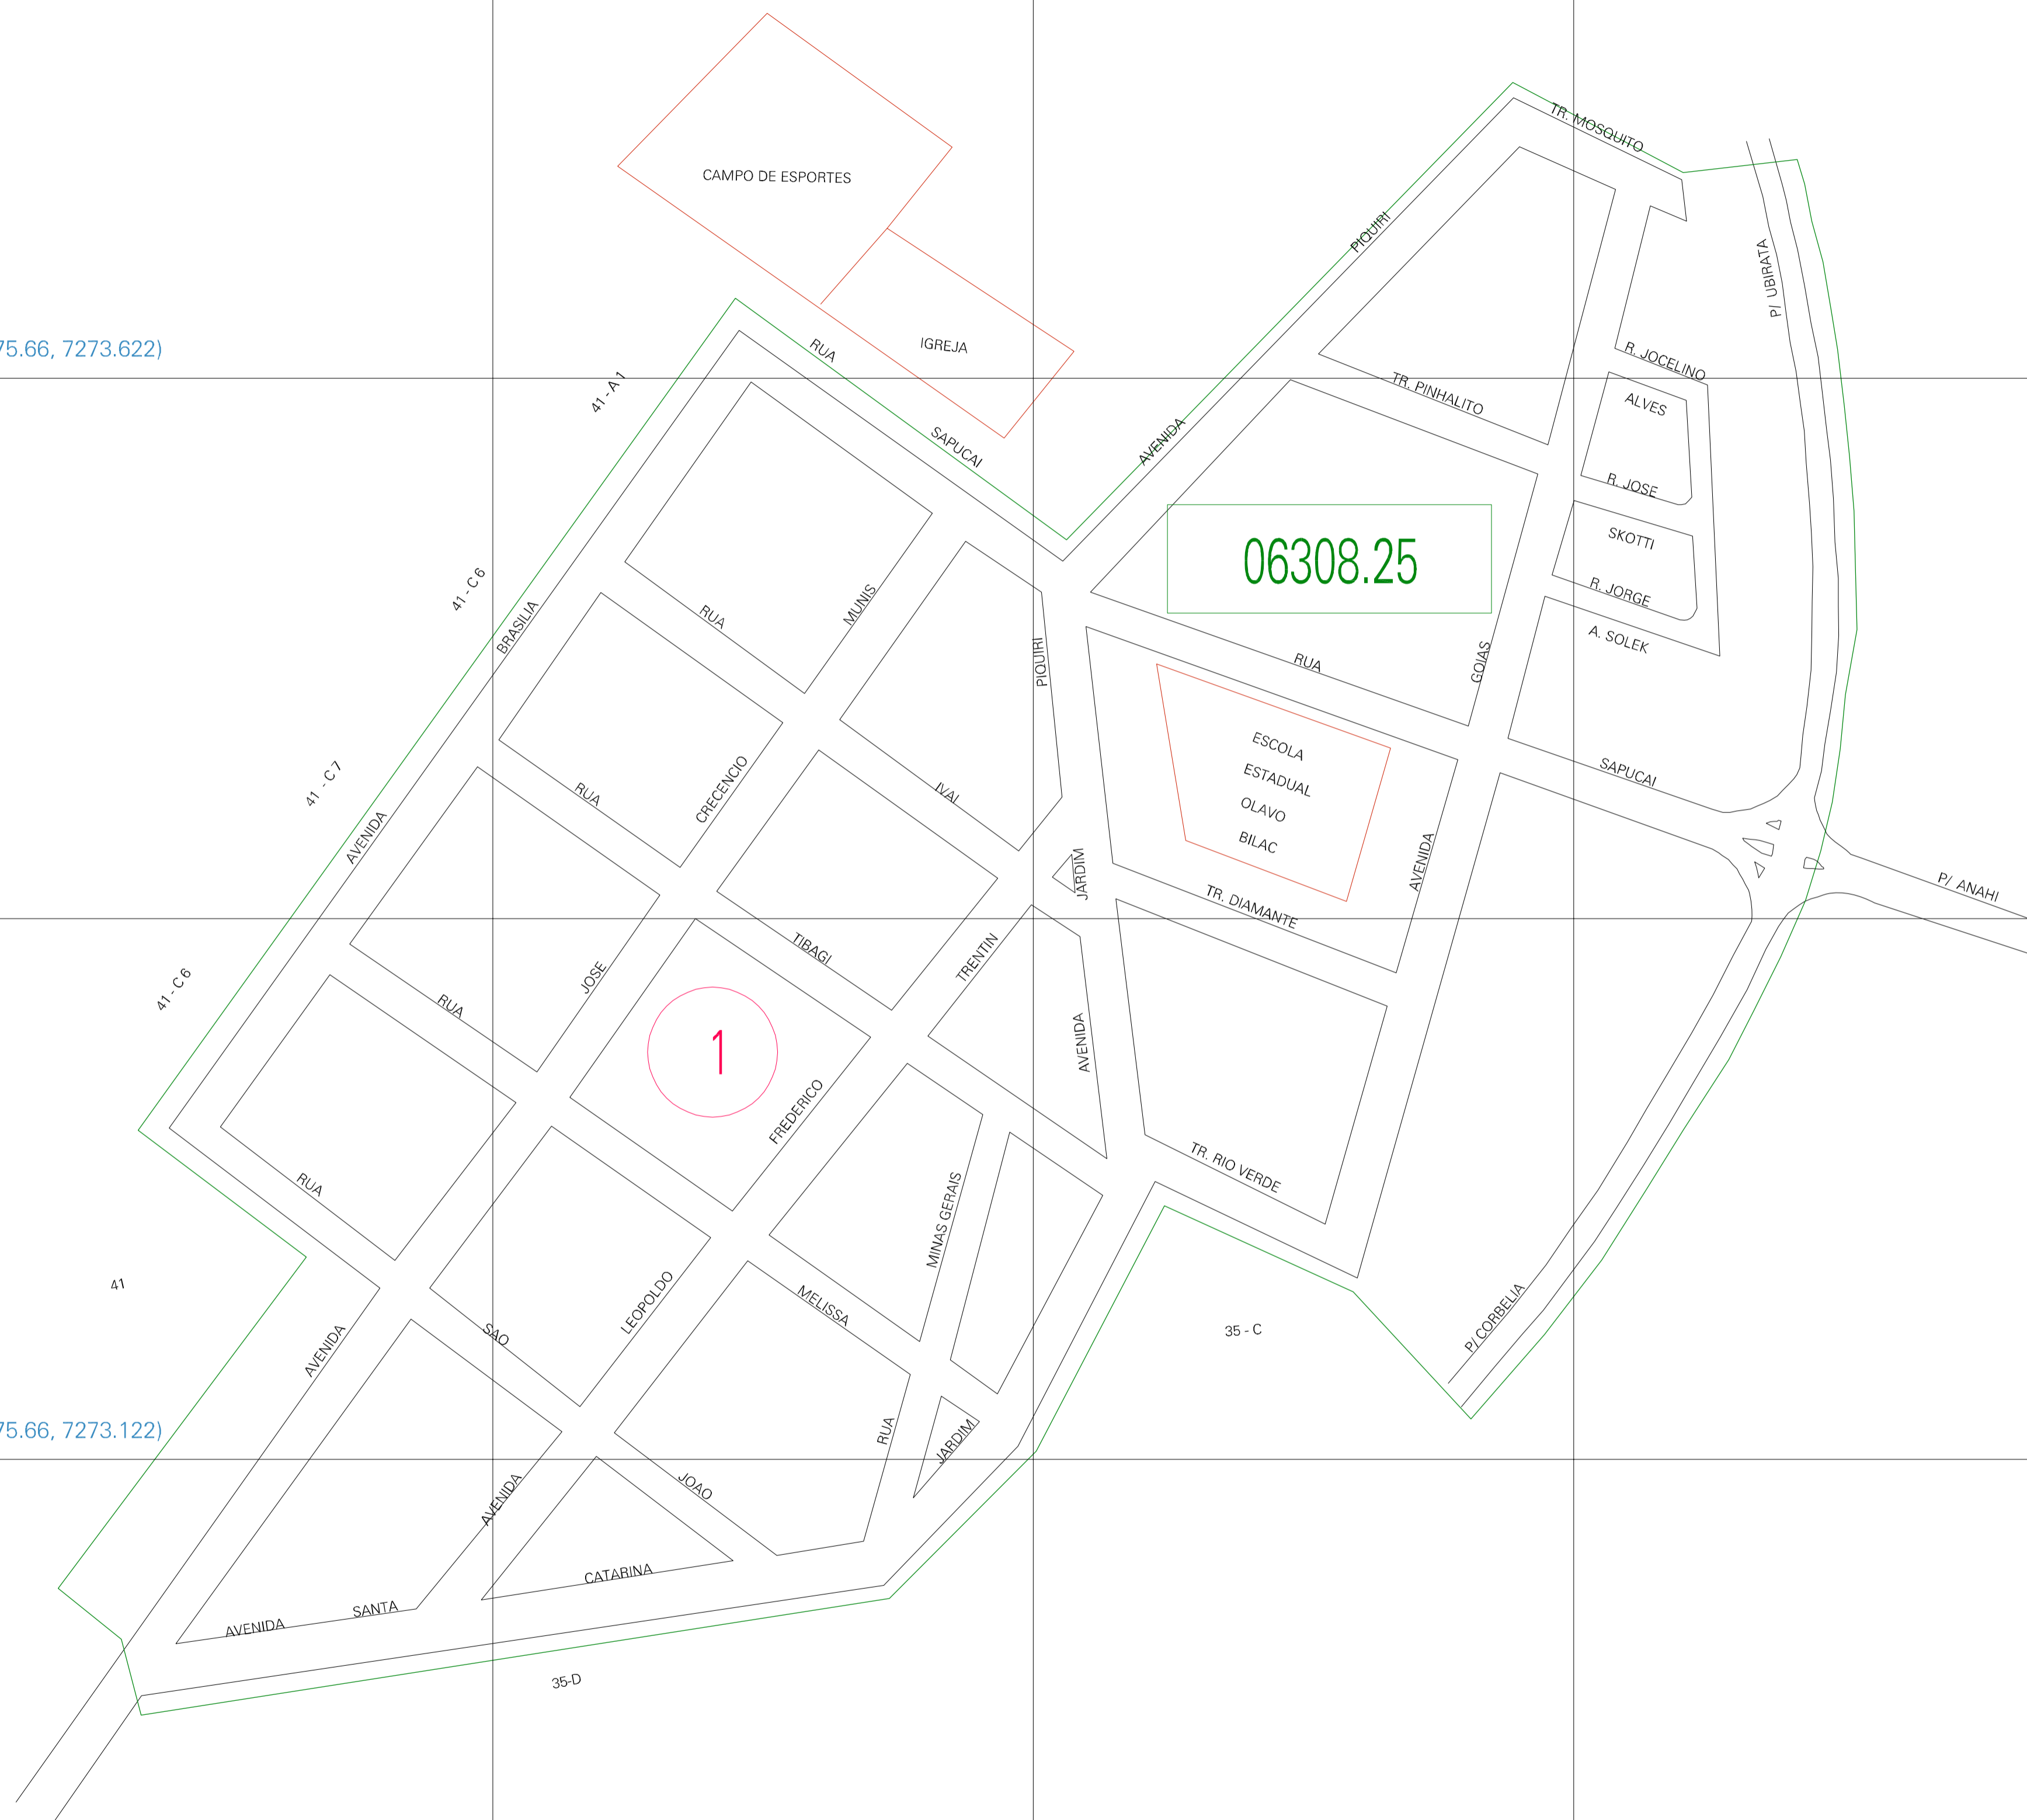 TR. MOSQUITO
CAMPO DE ESPORTES
PIQUIRI
P/ UBIRATA
IGREJA
RUA
75.66, 7273.622)
R. JOCELINO
41 - A 1
TR. PINHALITO
ALVES
SAPUCAI
AVENIDA
R. JOSE
SKOTTI
06308.25
41 - C 6
R. JORGE
MUNIS
RUA
BRASILIA
A. SOLEK
PIQUIRI
RUA
GOIAS
ESCOLA
ESTADUAL
OLAVO
BILAC
SAPUCAI
41 - C 7
CRECENCIO
RUA
IVAI
AVENIDA
AVENIDA
JARDIM
P/ ANAHI
TR. DIAMANTE
TIBAGI
TRENTIN
41 - C 6
JOSE
RUA
1
AVENIDA
FREDERICO
TR. RIO VERDE
RUA
MINAS GERAIS
41
LEOPOLDO
MELISSA
SAO
AVENIDA
35 - C
P/ CORBELIA
75.66, 7273.122)
RUA
JARDIM
JOAO
AVENIDA
CATARINA
SANTA
AVENIDA
35-D